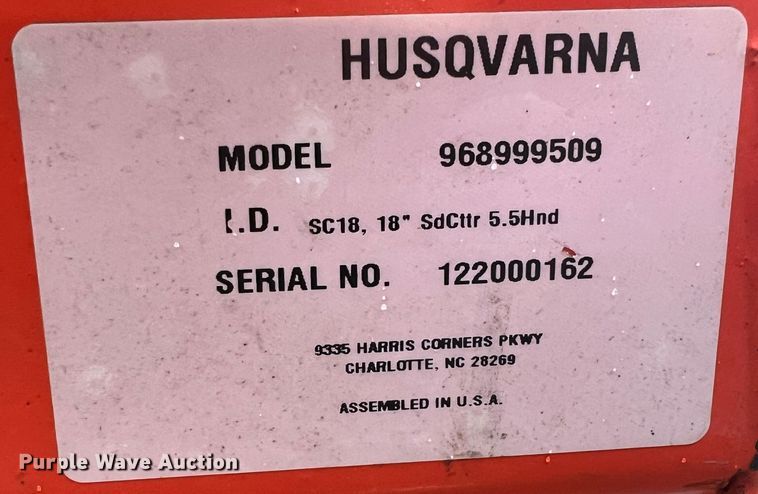 HUSQVARNA
MODEL 968999509
I.D. SC18, 18" SdCttr 5.5Hnd
SERIAL NO. 122000162
9335 HARRIS CORNERS PKWY
CHARLOTTE, NC 28269
ASSEMBLED IN U.S.A.
Purple Wave Auction